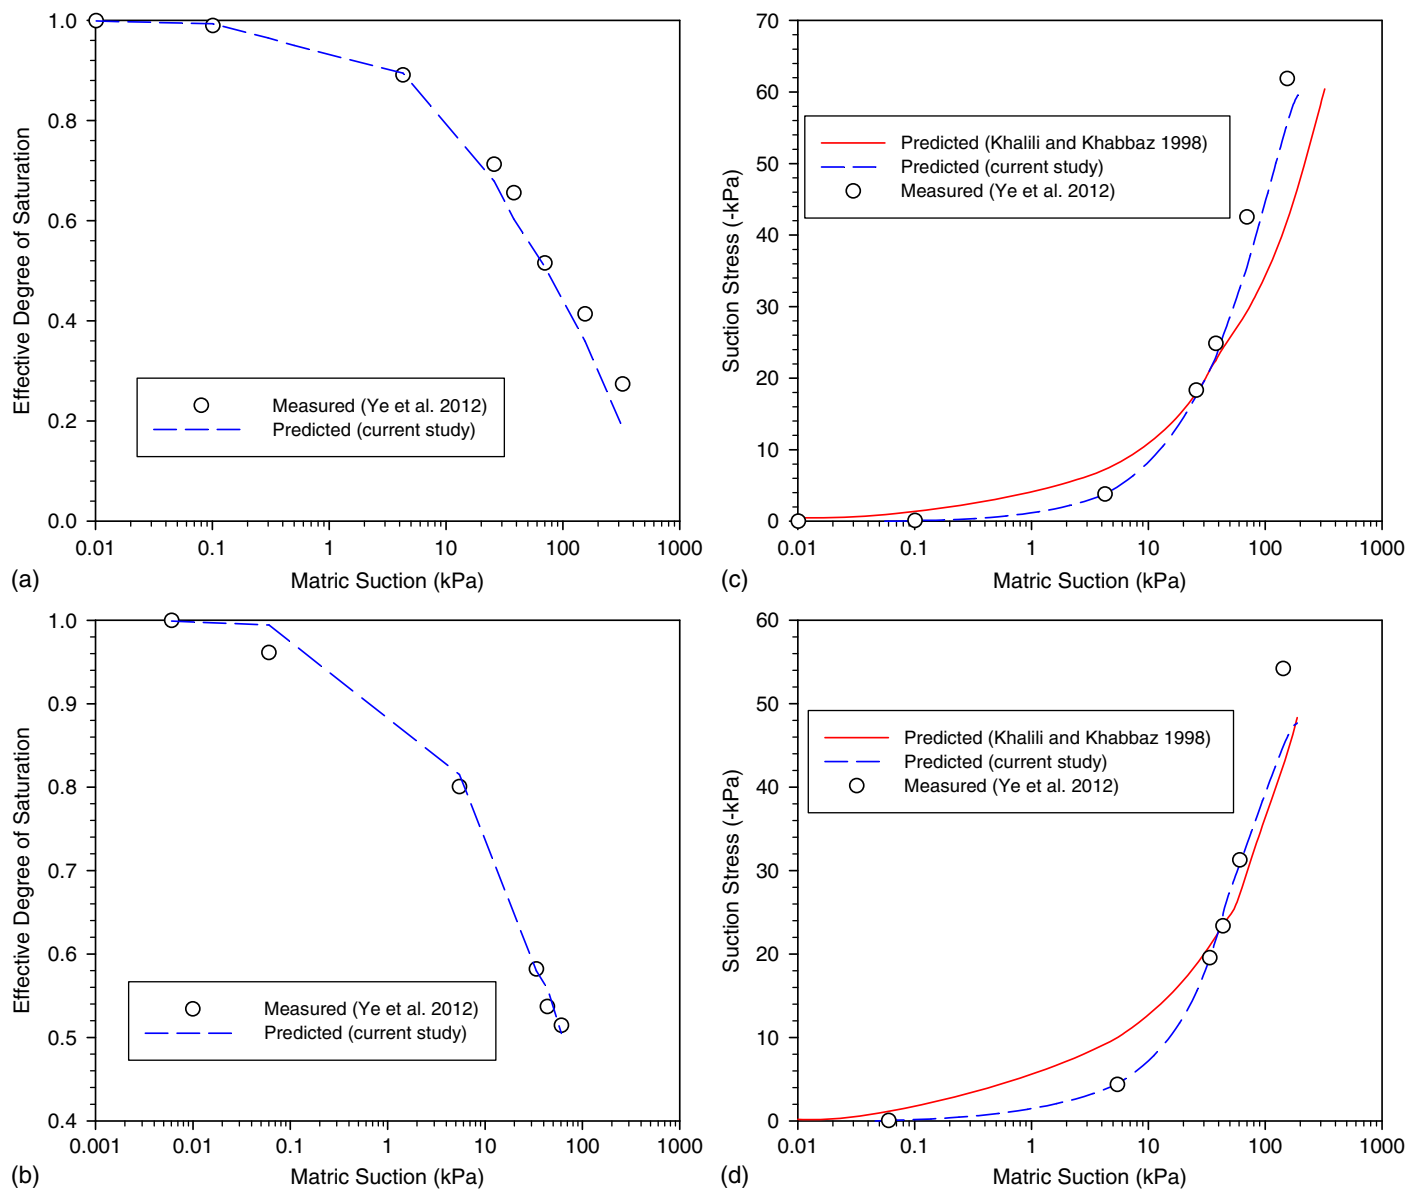 1.0
0.8
0.6
0.4
0.2
0.0
Effective Degree of Saturation
Measured (Ye et al. 2012)
Predicted (current study)
0.01 0.1 1 10 100 1000
(a) Matric Suction (kPa)
70
60
50
40
30
20
10
0
Suction Stress (-kPa)
Predicted (Khalili and Khabbaz 1998)
Predicted (current study)
Measured (Ye et al. 2012)
0.01 0.1 1 10 100 1000
(c) Matric Suction (kPa)
1.0
0.9
0.8
0.7
0.6
0.5
0.4
Effective Degree of Saturation
Measured (Ye et al. 2012)
Predicted (current study)
0.001 0.01 0.1 1 10 100 1000
(b) Matric Suction (kPa)
60
50
40
30
20
10
0
Suction Stress (-kPa)
Predicted (Khalili and Khabbaz 1998)
Predicted (current study)
Measured (Ye et al. 2012)
0.01 0.1 1 10 100 1000
(d) Matric Suction (kPa)